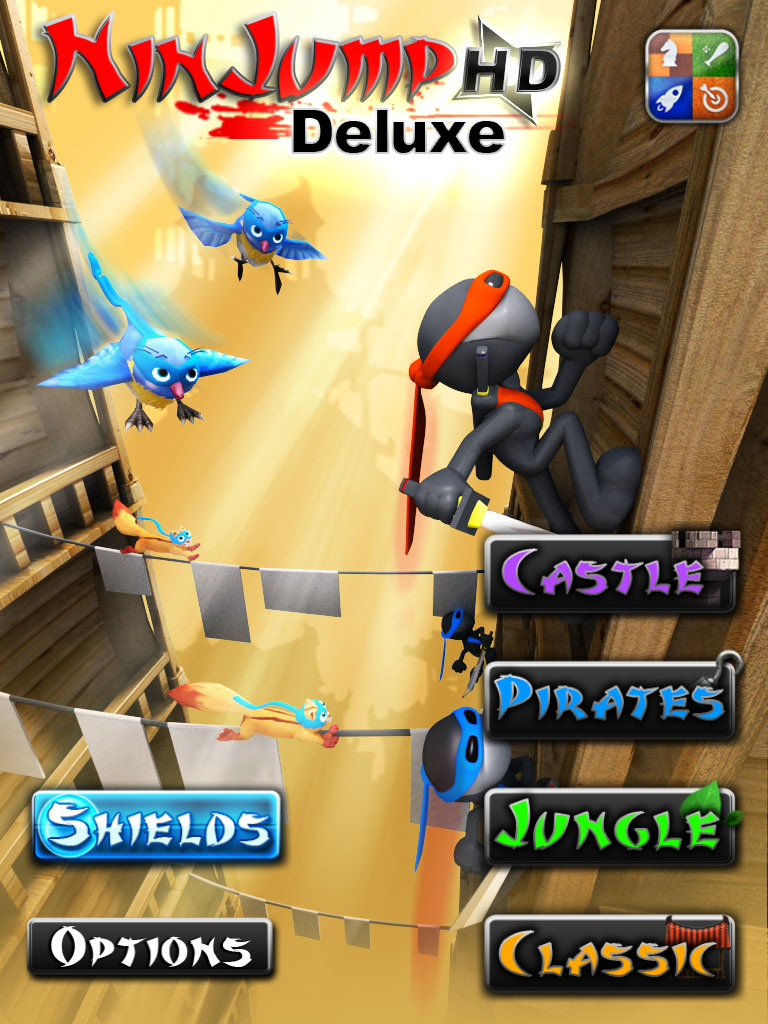 NinJump HD
Deluxe
Castle
Pirates
Shields
Jungle
Options
Classic